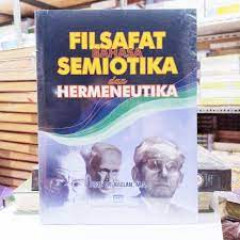 FILSAFAT
BAHASA
SEMIOTIKA
dan
HERMENEUTIKA